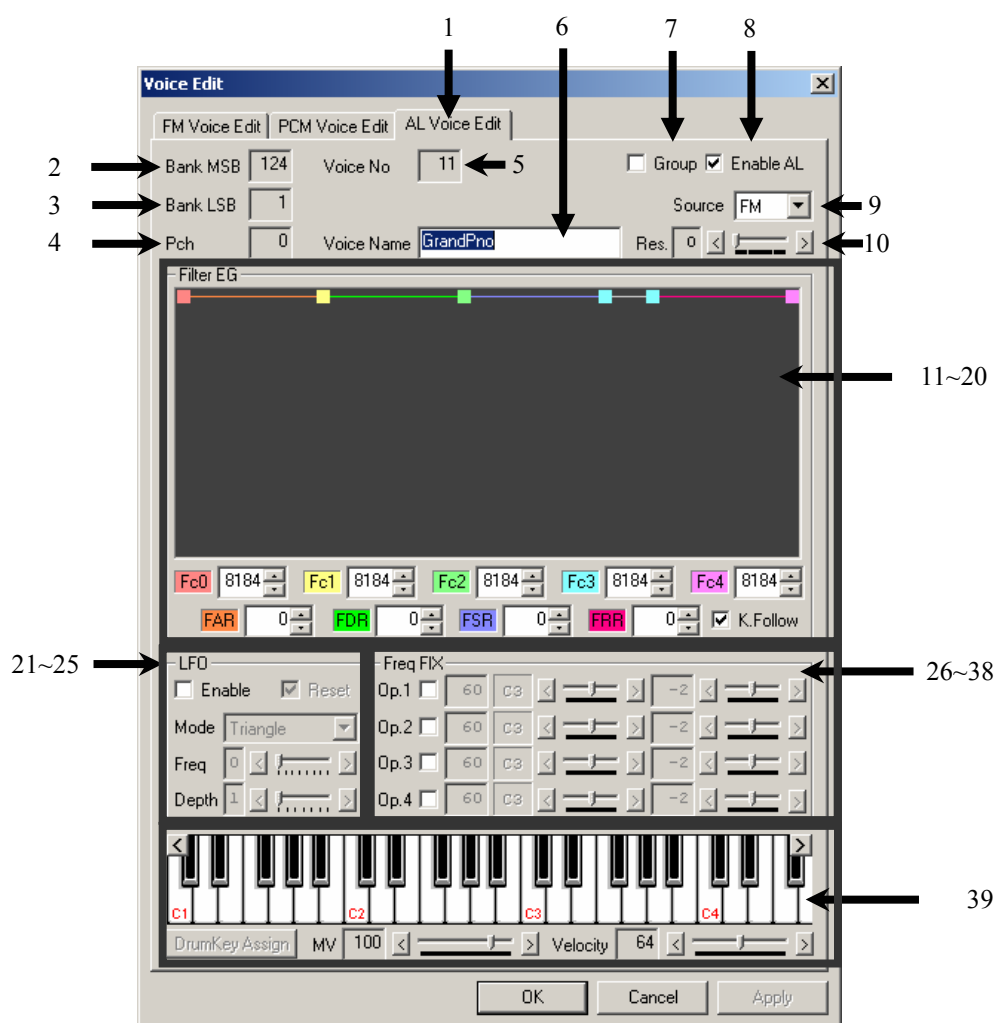 1
6
7
8
Voice Edit
FM Voice Edit
PCM Voice Edit
AL Voice Edit
2
Bank MSB
124
Voice No
11
5
Group
Enable AL
3
Bank LSB
1
Source
FM
9
4
Pch
0
Voice Name
GrandPno
Res.
0
<
>
10
Filter EG
11~20
Fc0
8184
Fc1
8184
Fc2
8184
Fc3
8184
Fc4
8184
FAR
0
FDR
0
FSR
0
FRR
0
K.Follow
21~25
LFO
Freq FIX
26~38
Enable
Reset
Op.1
60
C3
<
>
-2
<
>
Mode
Triangle
Op.2
60
C3
<
>
-2
<
>
Freq
0
<
>
Op.3
60
C3
<
>
-2
<
>
Depth
1
<
>
Op.4
60
C3
<
>
-2
<
>
<
>
39
C1
C2
C3
C4
DrumKey Assign
MV
100
<
>
Velocity
64
<
>
OK
Cancel
Apply